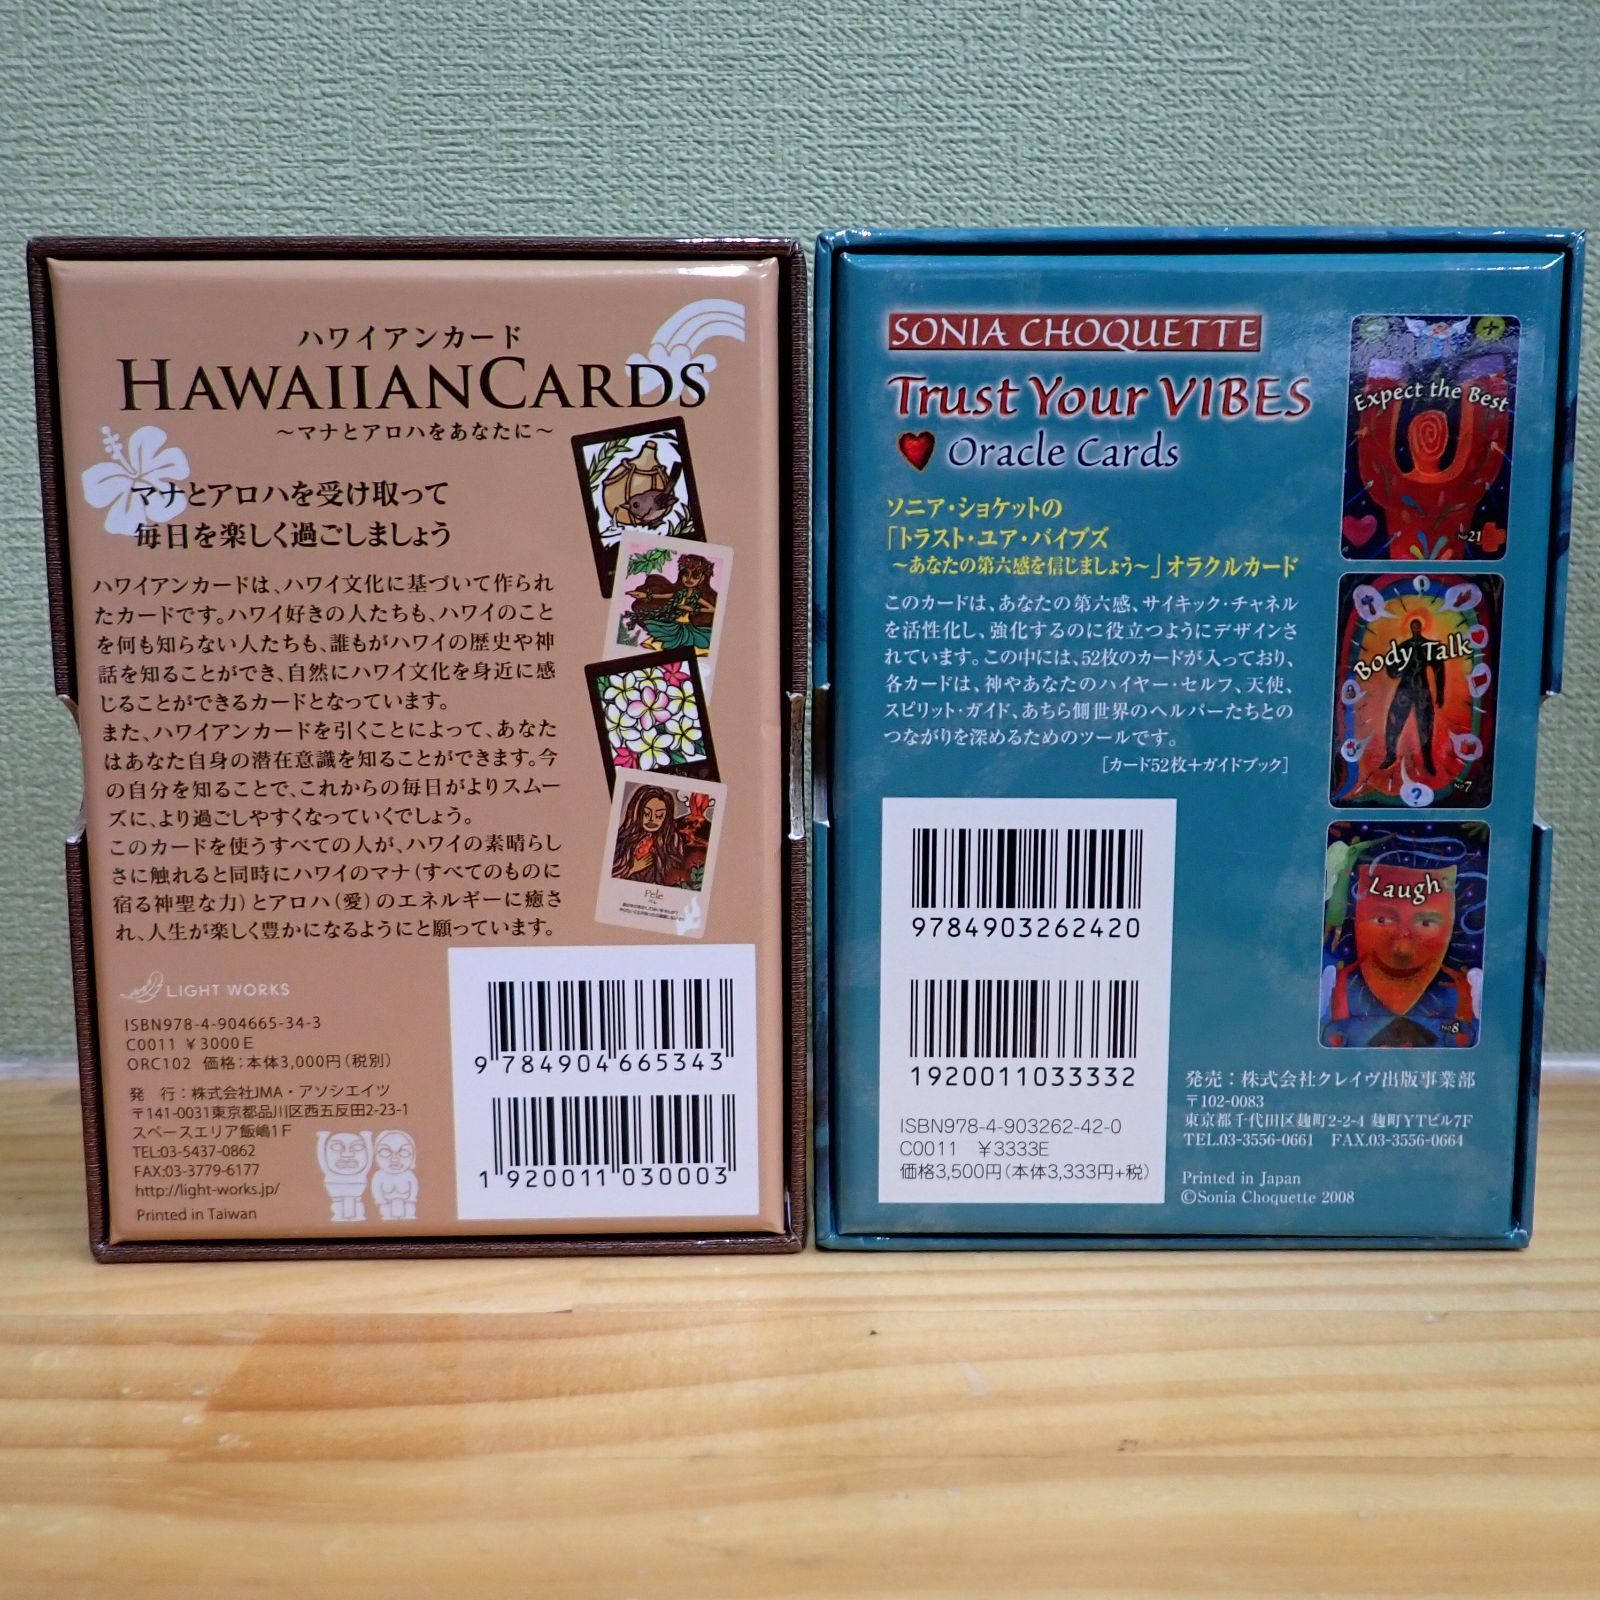 ハワイアンカード
HAWAIIANCARDS
～マナとアロハをあなたに～
マナとアロハを受け取って
毎日を楽しく過ごしましょう
ハワイアンカードは、ハワイ文化に基づいて作られ
たカードです。ハワイ好きの人たちも、ハワイのこと
を何も知らない人たちも、誰もがハワイの歴史や神
話を知ることができ、自然にハワイ文化を身近に感
じることができるカードとなっています。
また、ハワイアンカードを引くことによって、あなた
はあなた自身の潜在意識を知ることができます。今
の自分を知ることで、これからの毎日がよりスムー
ズに、より過ごしやすくなっていくでしょう。
このカードを使うすべての人が、ハワイの素晴らし
さに触れると同時にハワイのマナ(すべてのものに
宿る神聖な力)とアロハ(愛)のエネルギーに癒さ
れ、人生が楽しく豊かになるようにと願っています。
Pele
ペレ
LIGHT WORKS
ISBN978-4-904665-34-3
C0011 ¥3000E
ORC102 価格:本体3,000円(税別)
発 行:株式会社JMA・アソシエイツ
〒141-0031東京都品川区西五反田2-23-1
スペースエリア飯嶋1F
TEL:03-5437-0862
FAX:03-3779-6177
http://light-works.jp/
Printed in Taiwan
9784904665343
1920011030003
SONIA CHOQUETTE
Trust Your VIBES
Oracle Cards
ソニア・ショケットの
「トラスト・ユア・バイブズ
～あなたの第六感を信じましょう～」オラクルカード
このカードは、あなたの第六感、サイキック・チャネル
を活性化し、強化するのに役立つようにデザインさ
れています。この中には、52枚のカードが入っており、
各カードは、神やあなたのハイヤー・セルフ、天使、
スピリット・ガイド、あちら側世界のヘルパーたちとの
つながりを深めるためのツールです。
[カード52枚+ガイドブック]
Expect the Best
No21
Body Talk
?
No7
Laugh
No8
9784903262420
1920011033332
ISBN978-4-903262-42-0
C0011 ¥3333E
価格3,500円(本体3,333円+税)
発売:株式会社クレイヴ出版事業部
〒102-0083
東京都千代田区麹町2-2-4 麹町YTビル7F
TEL.03-3556-0661 FAX.03-3556-0664
Printed in Japan
©Sonia Choquette 2008